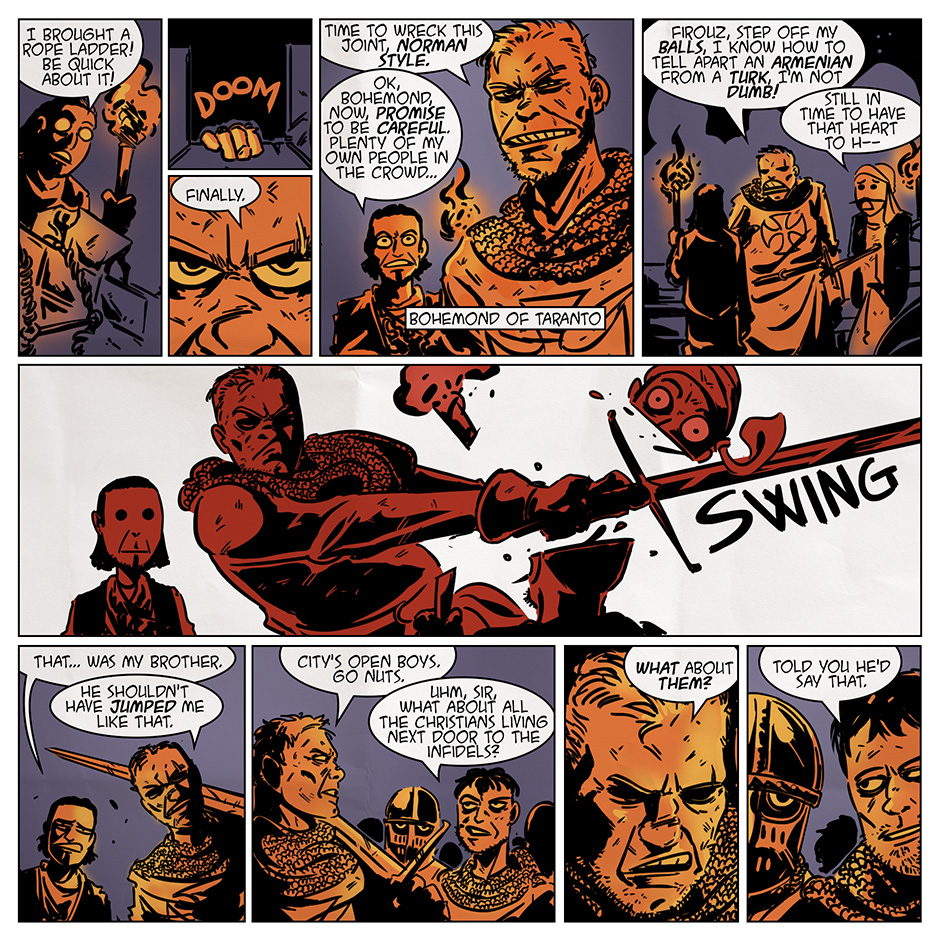 I BROUGHT A
ROPE LADDER!
BE QUICK
ABOUT IT!
DOOM
FINALLY.
TIME TO WRECK THIS
JOINT, NORMAN
STYLE.
OK,
BOHEMOND,
NOW, PROMISE
TO BE CAREFUL.
PLENTY OF MY
OWN PEOPLE IN
THE CROWD...
BOHEMOND OF TARANTO
FIROUZ, STEP OFF MY
BALLS, I KNOW HOW TO
TELL APART AN ARMENIAN
FROM A TURK, I'M NOT
DUMB!
STILL IN
TIME TO HAVE
THAT HEART
TO H--
SWING
THAT... WAS MY BROTHER.
HE SHOULDN'T
HAVE JUMPED ME
LIKE THAT.
CITY'S OPEN BOYS.
GO NUTS.
UHM, SIR,
WHAT ABOUT ALL
THE CHRISTIANS LIVING
NEXT DOOR TO THE
INFIDELS?
WHAT ABOUT
THEM?
TOLD YOU HE'D
SAY THAT.